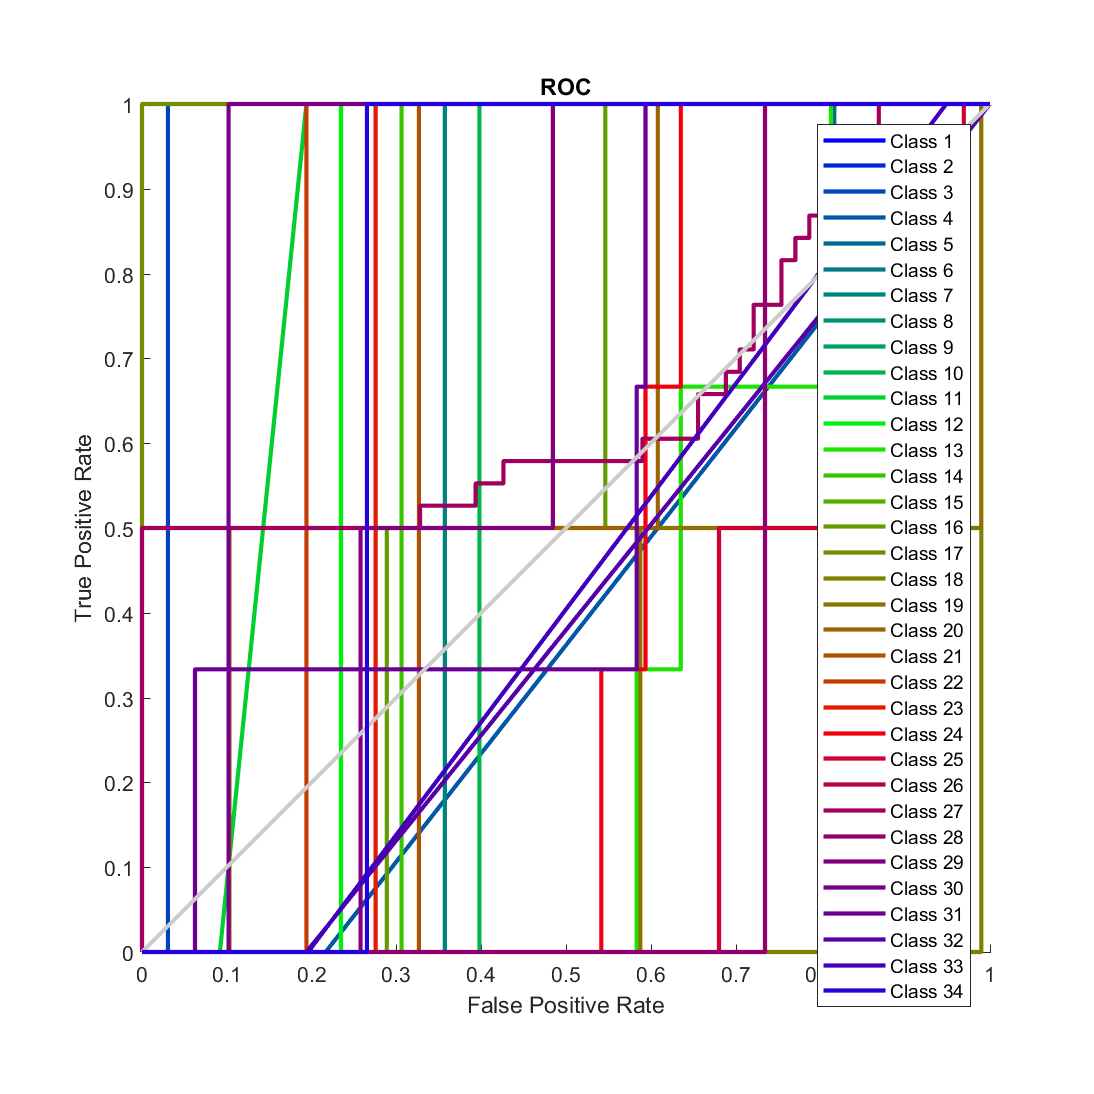 ROC
1
0.9
0.8
0.7
0.6
0.5
0.4
0.3
0.2
0.1
0
True Positive Rate
0 0.1 0.2 0.3 0.4 0.5 0.6 0.7 0 1
False Positive Rate
Class 1
Class 2
Class 3
Class 4
Class 5
Class 6
Class 7
Class 8
Class 9
Class 10
Class 11
Class 12
Class 13
Class 14
Class 15
Class 16
Class 17
Class 18
Class 19
Class 20
Class 21
Class 22
Class 23
Class 24
Class 25
Class 26
Class 27
Class 28
Class 29
Class 30
Class 31
Class 32
Class 33
Class 34